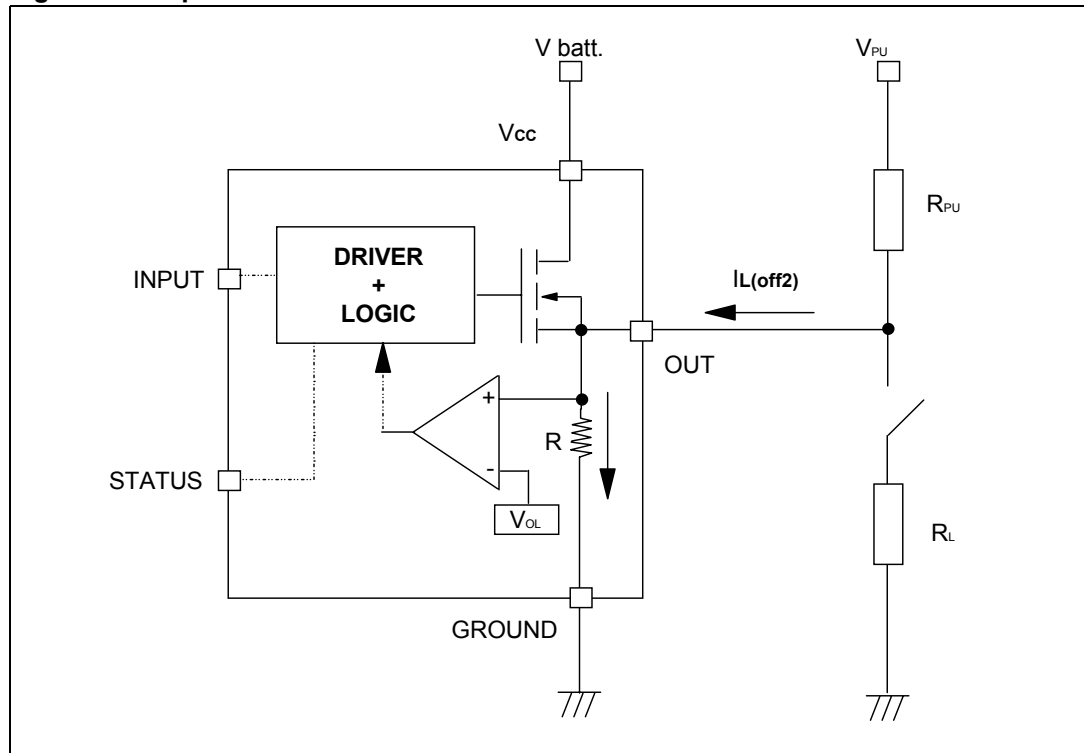 V batt.
VPU
Vcc
RPU
DRIVER
+
LOGIC
INPUT
IL(off2)
OUT
+
R
-
STATUS
VOL
RL
GROUND